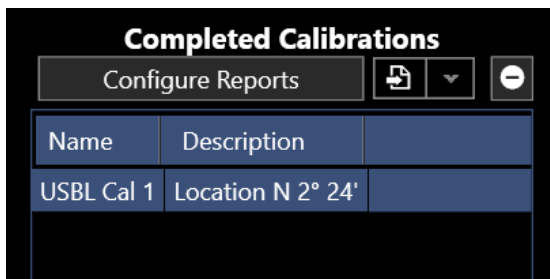 Completed Calibrations
Configure Reports
Name Description
USBL Cal 1 Location N 2° 24'